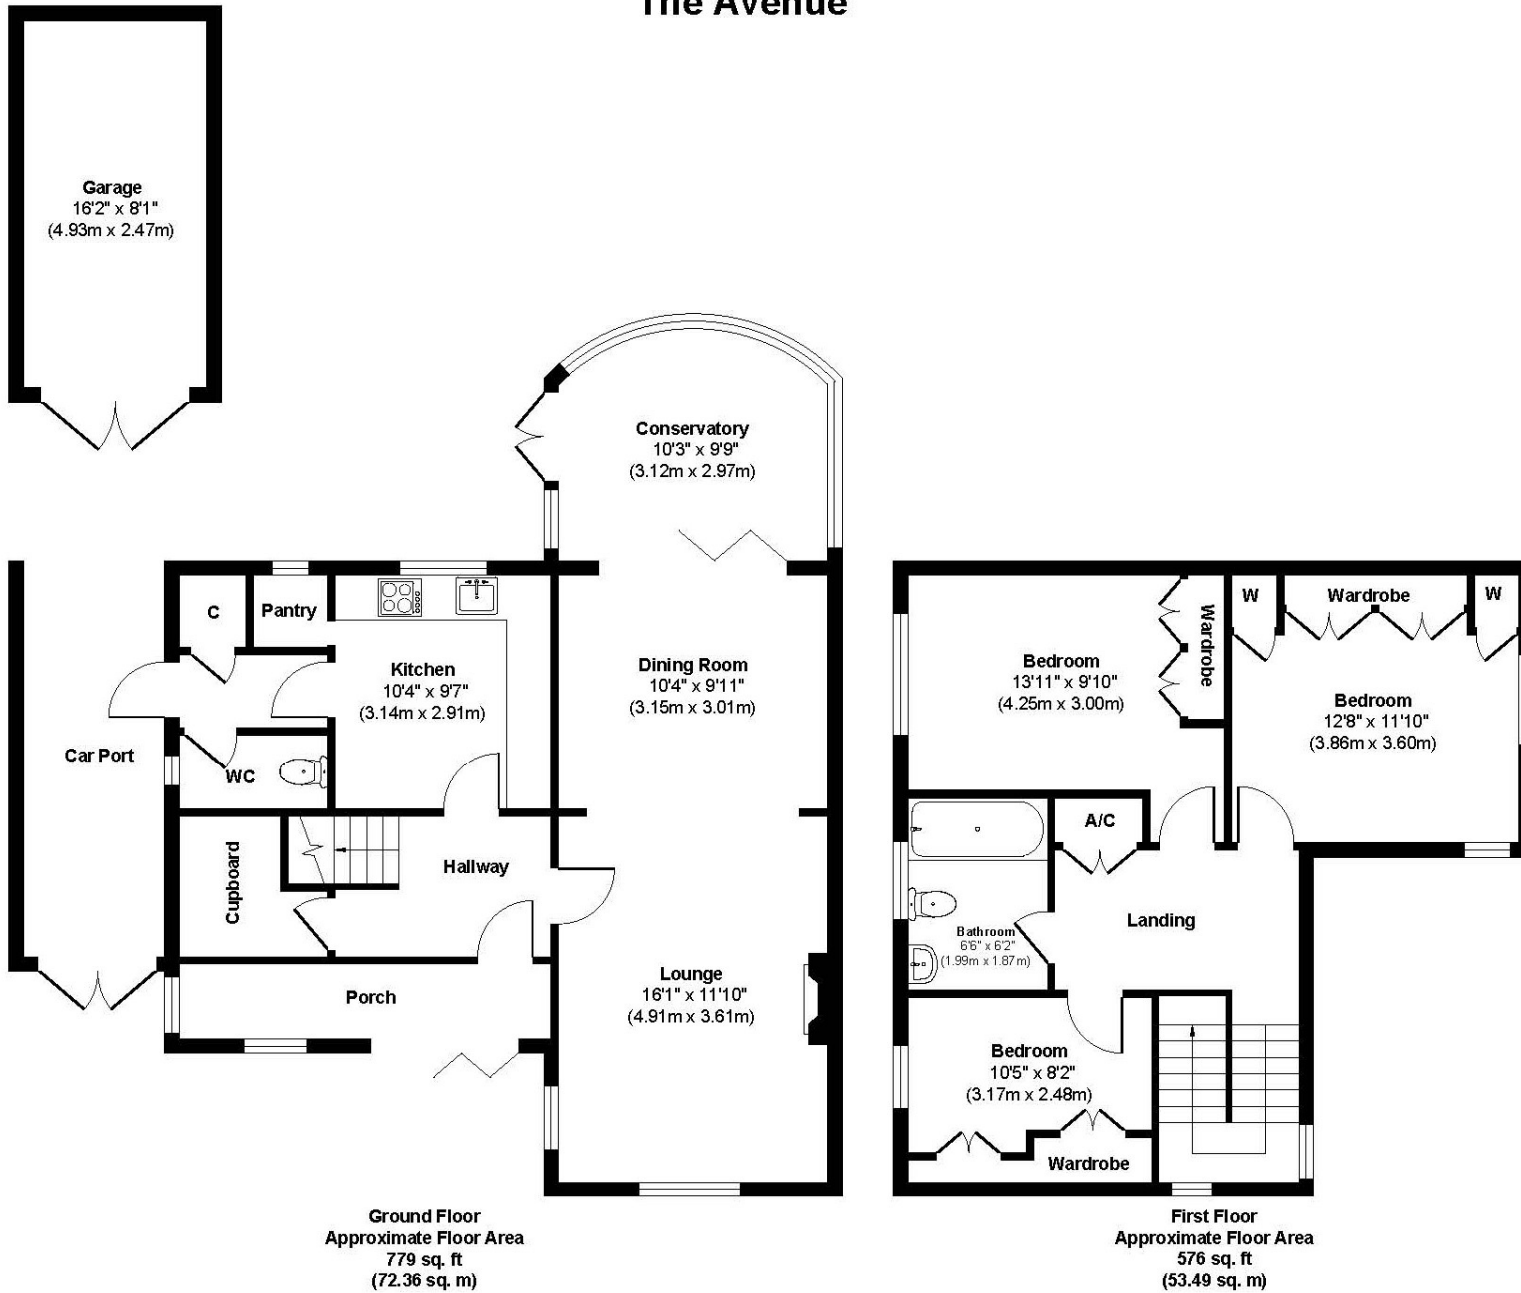 The Avenue
Garage
16'2" x 8'1"
(4.93m x 2.47m)
Conservatory
10'3" x 9'9"
(3.12m x 2.97m)
C
Pantry
Kitchen
10'4" x 9'7"
(3.14m x 2.91m)
Dining Room
10'4" x 9'11"
(3.15m x 3.01m)
Car Port
WC
Cupboard
Hallway
Porch
Lounge
16'1" x 11'10"
(4.91m x 3.61m)
Ground Floor
Approximate Floor Area
779 sq. ft
(72.36 sq. m)
Bedroom
13'11" x 9'10"
(4.25m x 3.00m)
Wardrobe
W
Wardrobe
W
Bedroom
12'8" x 11'10"
(3.86m x 3.60m)
A/C
Landing
Bathroom
6'6" x 6'2"
(1.99m x 1.87m)
Bedroom
10'5" x 8'2"
(3.17m x 2.48m)
Wardrobe
First Floor
Approximate Floor Area
576 sq. ft
(53.49 sq. m)